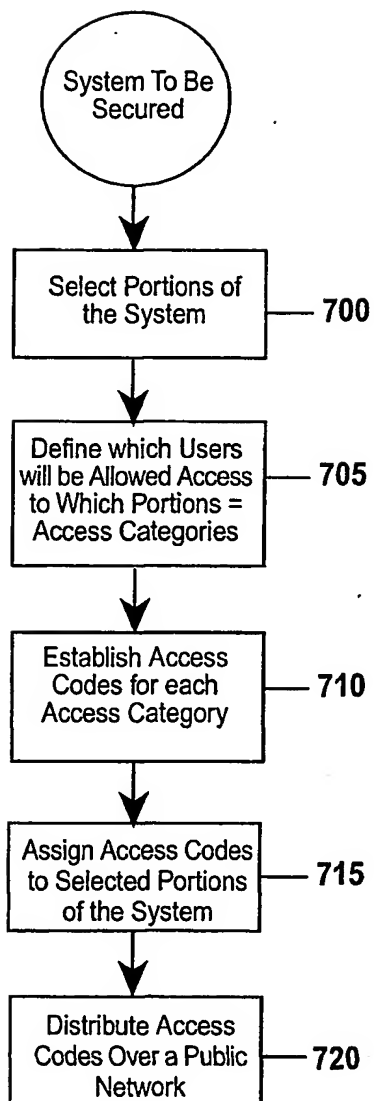 System To Be
Secured
Select Portions of
the System
700
Define which Users
will be Allowed Access
to Which Portions =
Access Categories
705
Establish Access
Codes for each
Access Category
710
Assign Access Codes
to Selected Portions
of the System
715
Distribute Access
Codes Over a Public
Network
720